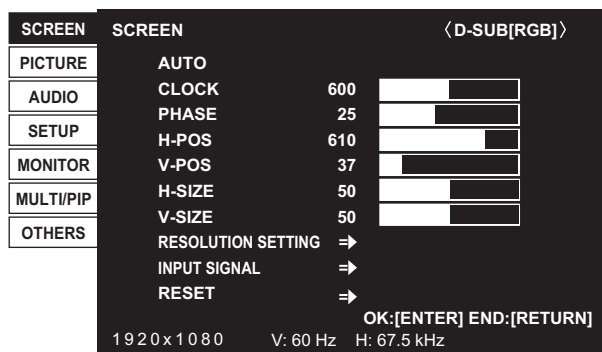 SCREEN
PICTURE
AUDIO
SETUP
MONITOR
MULTI/PIP
OTHERS
SCREEN 〈D-SUB[RGB]〉
AUTO
CLOCK 600
PHASE 25
H-POS 610
V-POS 37
H-SIZE 50
V-SIZE 50
RESOLUTION SETTING
INPUT SIGNAL
RESET
OK:[ENTER] END:[RETURN]
1920x1080 V: 60 Hz H: 67.5 kHz